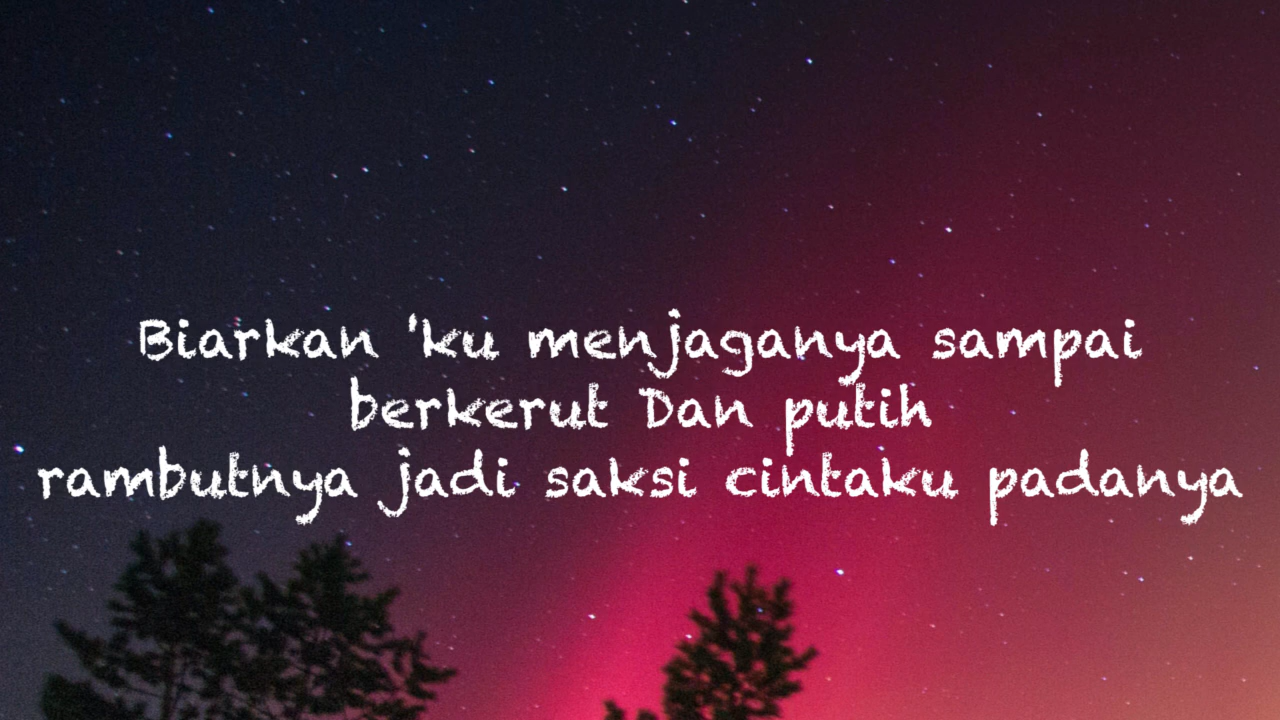 Biarkan 'ku menjaganya sampai
berkerut Dan putih
rambutnya jadi saksi cintaku padanya